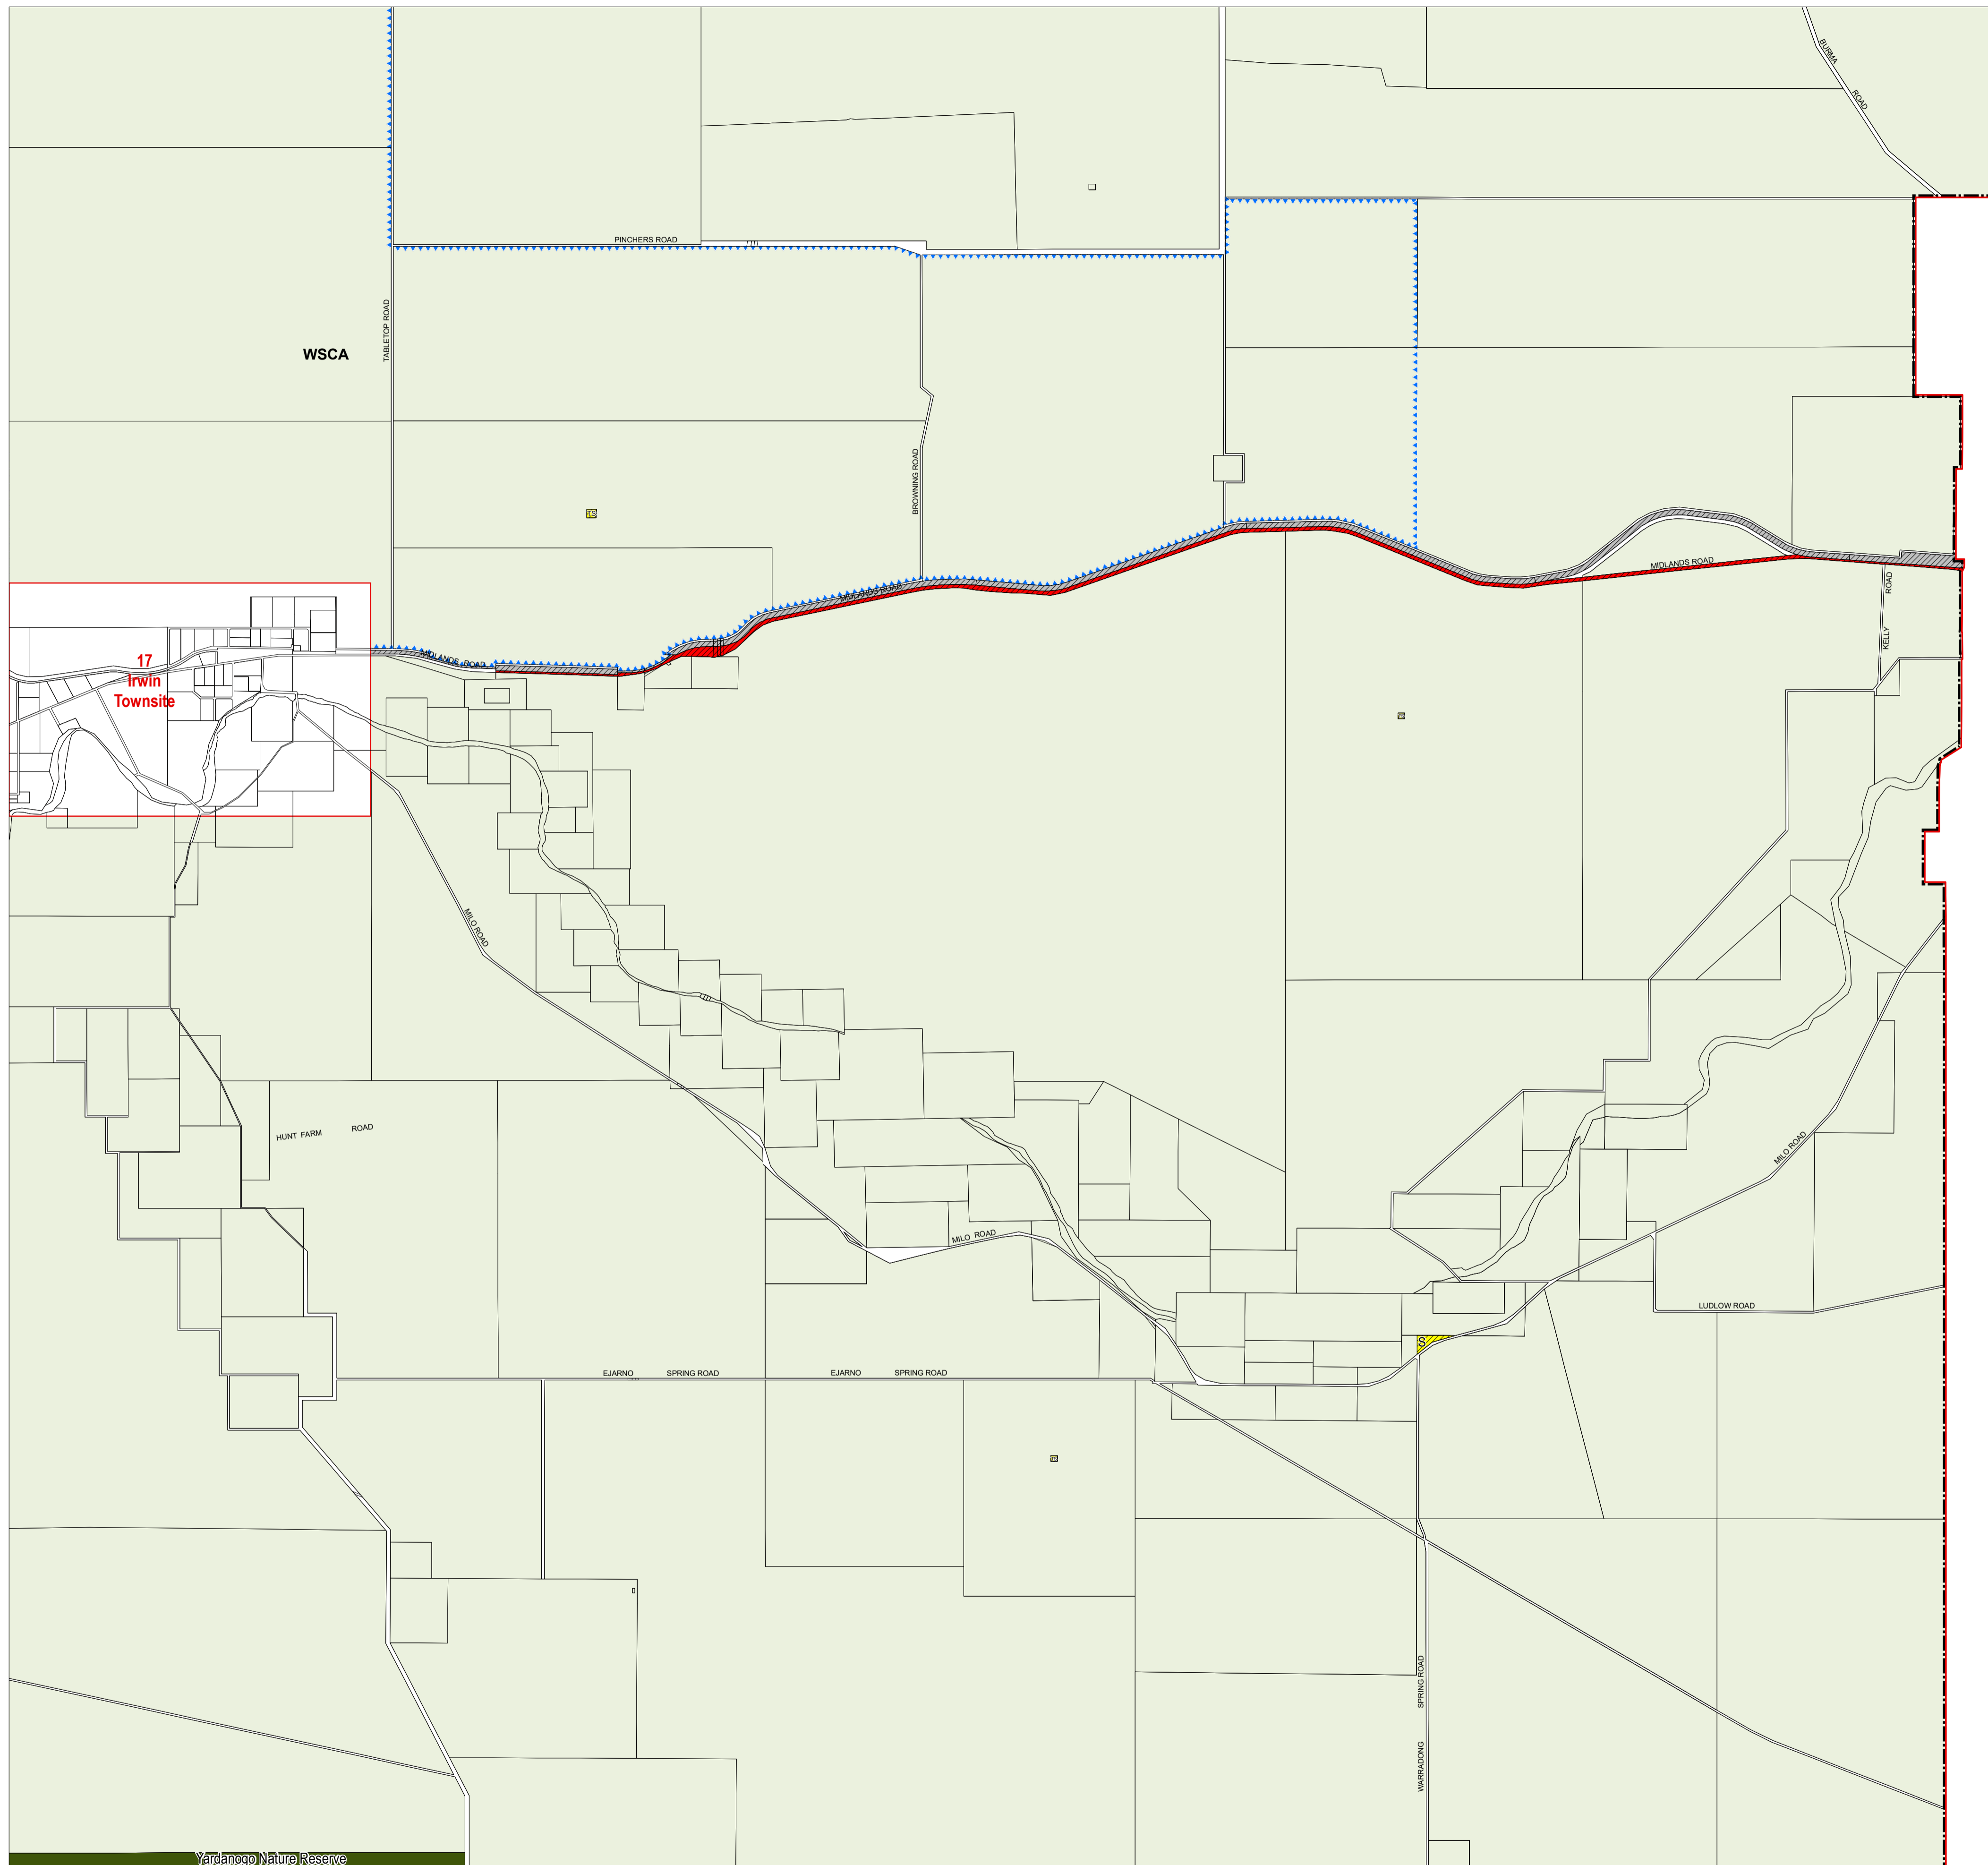 BURMA
ROAD
PINCHERS ROAD
TABLETOP ROAD
WSCA
BROWNING ROAD
MIDLANDS ROAD
MIDLANDS ROAD
MIDLANDS ROAD
KELLY
ROAD
17
Irwin
Townsite
MILO ROAD
HUNT FARM ROAD
MILO ROAD
MILO ROAD
LUDLOW ROAD
S
EJARNO SPRING ROAD
EJARNO SPRING ROAD
WARRADONG SPRING ROAD
Yardanogo Nature Reserve